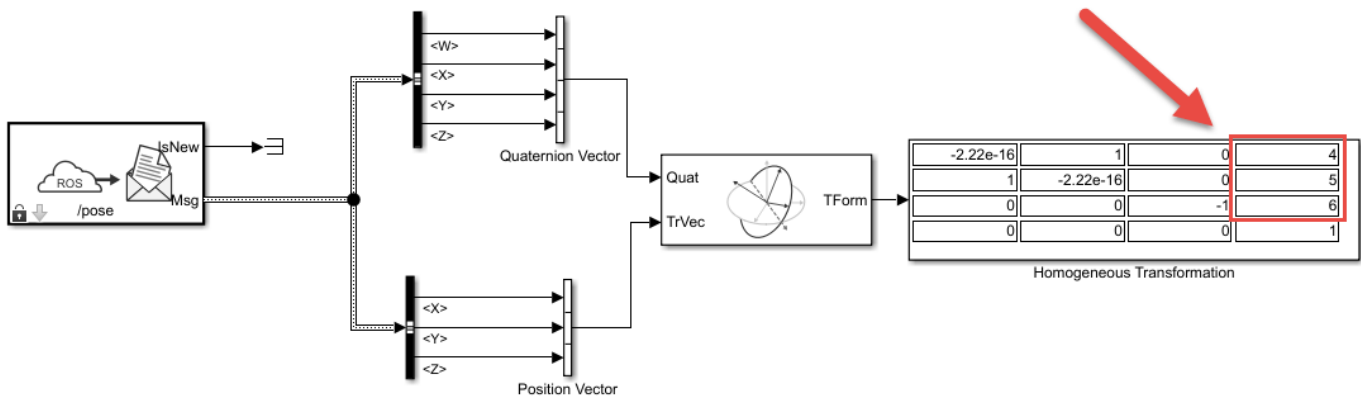 IsNew
ROS
Msg
/pose
<W>
<X>
<Y>
<Z>
Quaternion Vector
<X>
<Y>
<Z>
Position Vector
Quat
TrVec
TForm
-2.22e-16 1 0 4
1 -2.22e-16 0 5
0 0 -1 6
0 0 0 1
Homogeneous Transformation